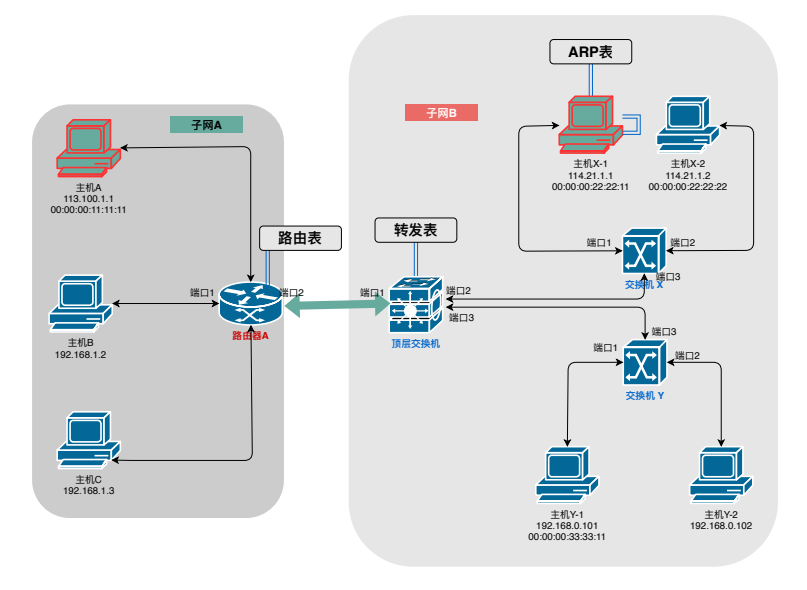 ARP表
子网A
子网B
主机A
113.100.1.1
00:00:00:11:11:11
主机X-1
114.21.1.1
00:00:00:22:22:11
主机X-2
114.21.1.2
00:00:00:22:22:22
路由表
转发表
端口1
端口2
端口3
交换机 X
端口1
端口2
路由器A
端口1
端口2
端口3
顶层交换机
主机B
192.168.1.2
端口3
端口1
端口2
交换机 Y
主机C
192.168.1.3
主机Y-1
192.168.0.101
00:00:00:33:33:11
主机Y-2
192.168.0.102